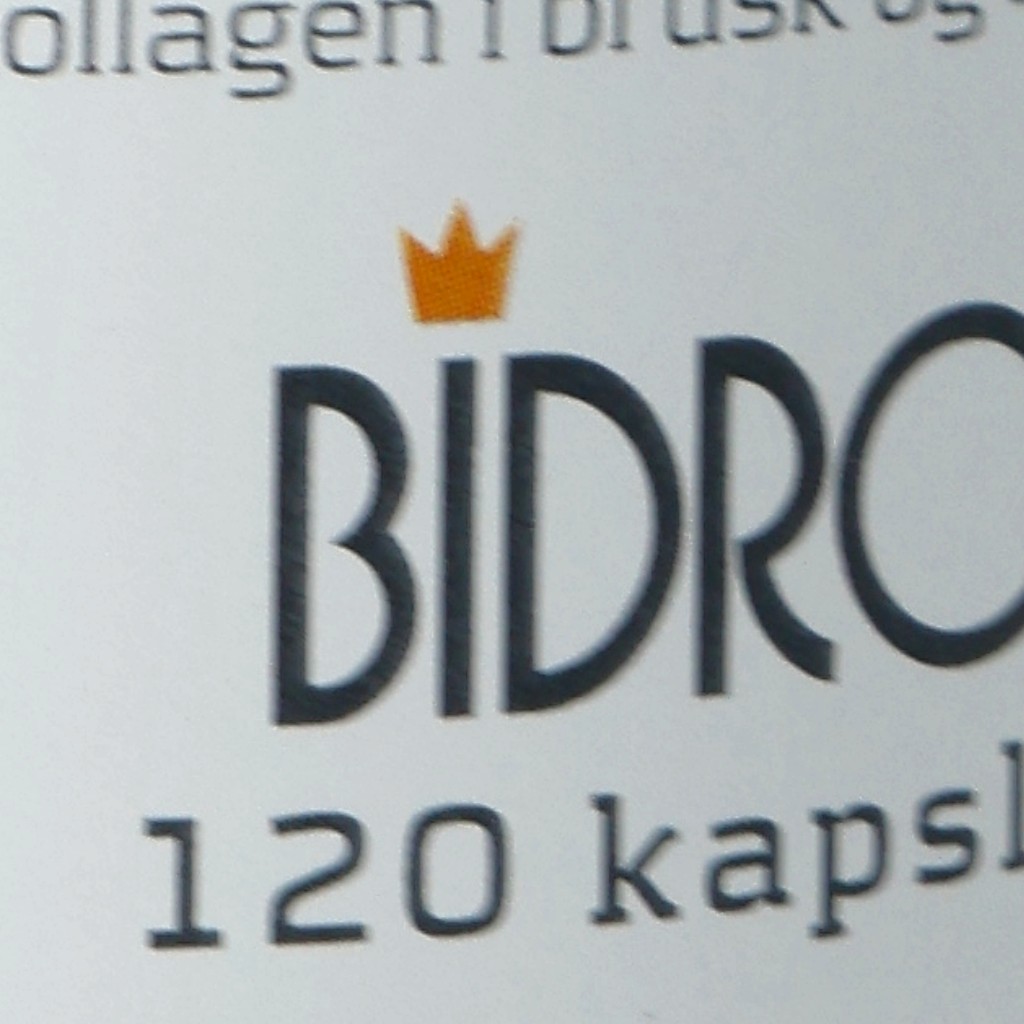 ollagen i brusk og
BIDRO
120 kapsl